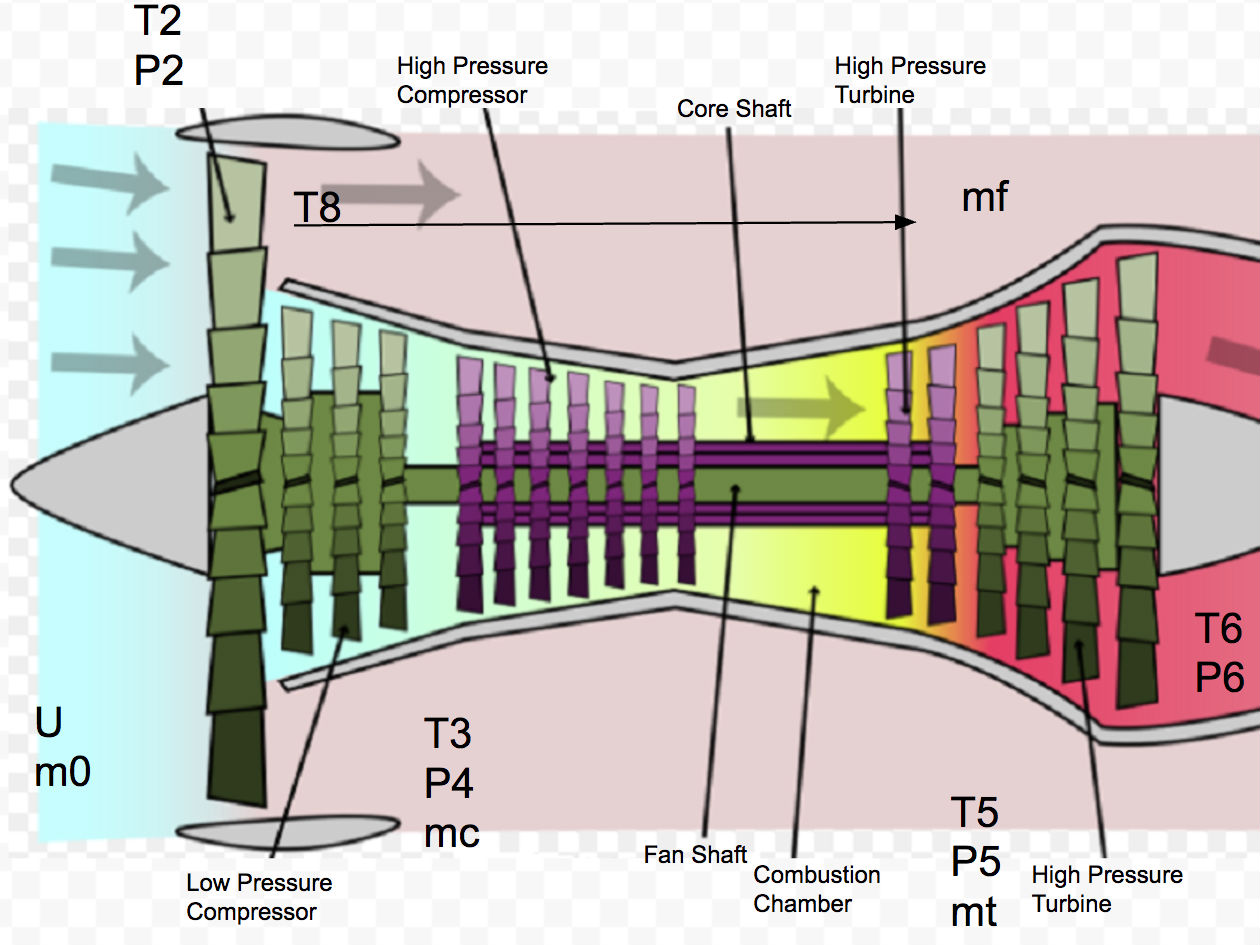 T2
P2
High Pressure
Compressor
Core Shaft
High Pressure
Turbine
T8
mf
U
m0
T3
P4
mc
T6
P6
Low Pressure
Compressor
Fan Shaft
Combustion
Chamber
T5
P5
mt
High Pressure
Turbine